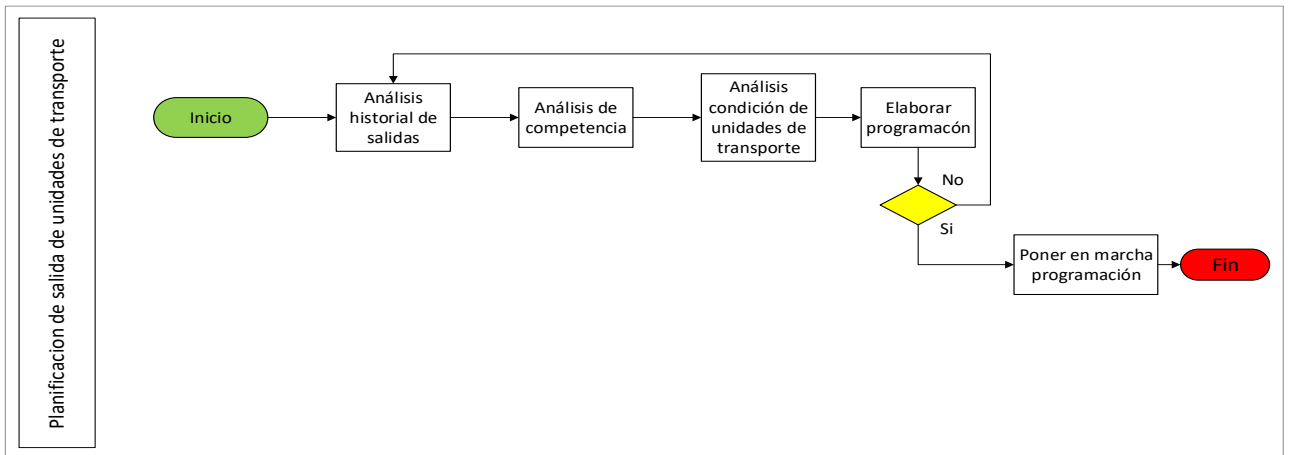 Planificacion de salida de unidades de transporte
Inicio
Análisis
historial de
salidas
Análisis de
competencia
Análisis
condición de
unidades de
transporte
Elaborar
programacón
No
Si
Poner en marcha
programación
Fin